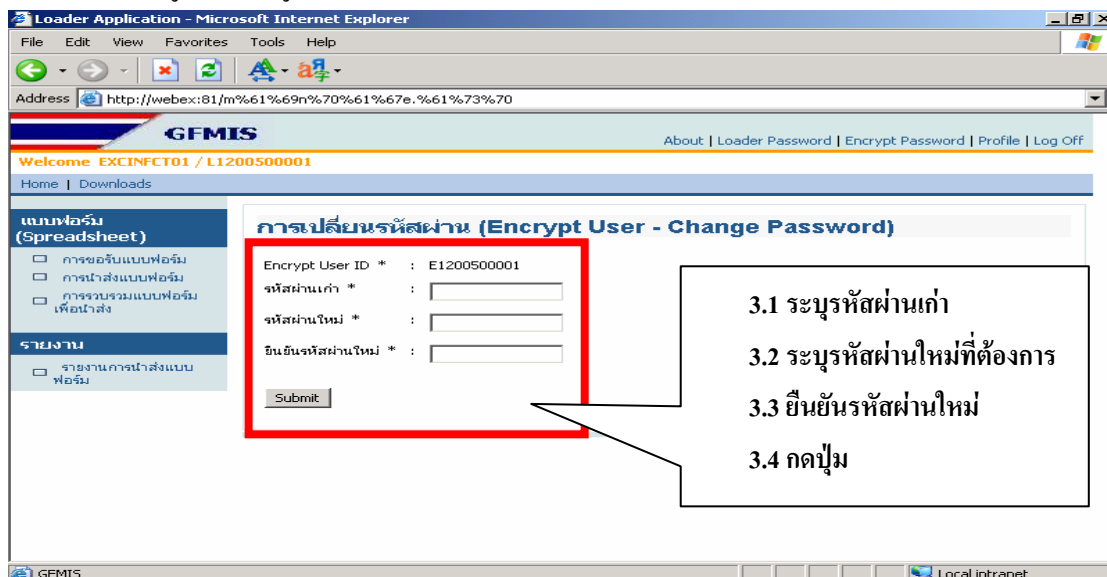 Loader Application - Microsoft Internet Explorer
File Edit View Favorites Tools Help
Address http://webex:81/m%61%69n%70%61%67e.%61%73%70
GFMIS
About | Loader Password | Encrypt Password | Profile | Log Off
Welcome EXCINFCT01 / L1200500001
Home | Downloads
แบบฟอร์ม
(Spreadsheet)
การขอรับแบบฟอร์ม
การนำส่งแบบฟอร์ม
การรวบรวมแบบฟอร์ม
เพื่อนำส่ง
รายงาน
รายงานการนำส่งแบบ
ฟอร์ม
การเปลี่ยนรหัสผ่าน (Encrypt User - Change Password)
Encrypt User ID * : E1200500001
รหัสผ่านเก่า * :
รหัสผ่านใหม่ * :
ยืนยันรหัสผ่านใหม่ * :
Submit
3.1 ระบุรหัสผ่านเก่า
3.2 ระบุรหัสผ่านใหม่ที่ต้องการ
3.3 ยืนยันรหัสผ่านใหม่
3.4 กดปุ่ม
GFMIS
Local intranet